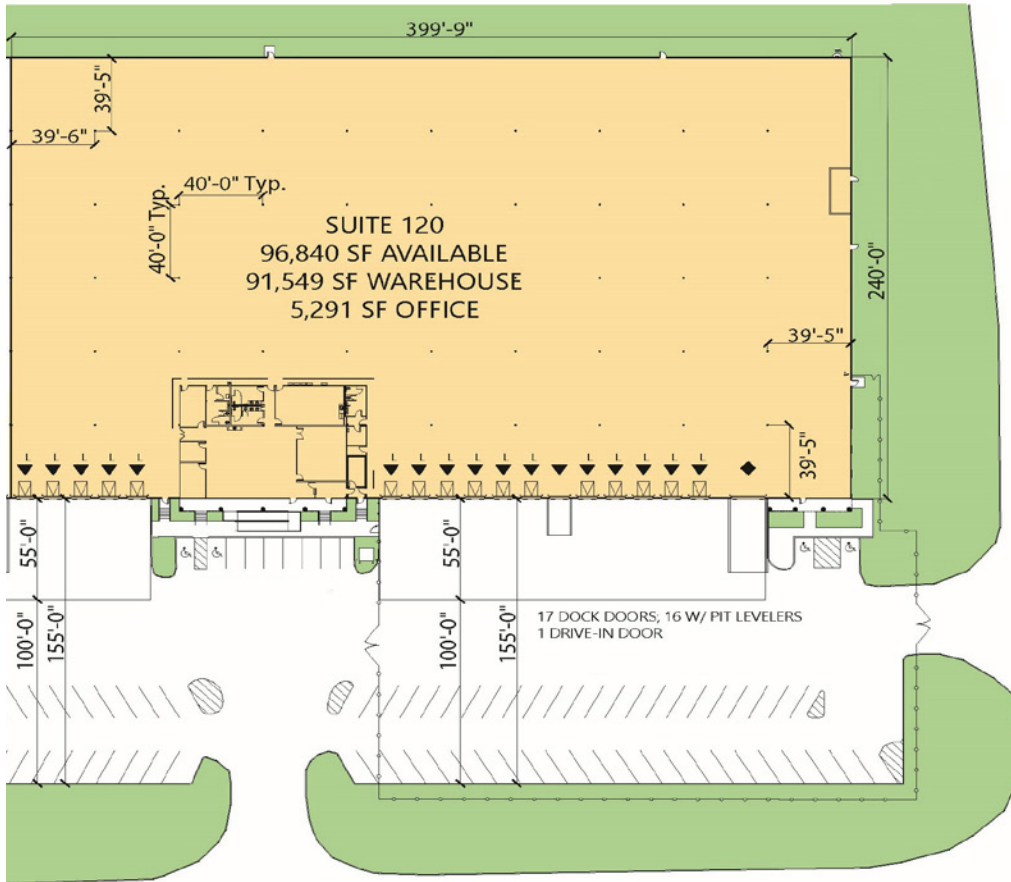 399'-9"
39'-5"
39'-6"
40'-0" Typ.
40'-0" Typ.
SUITE 120
96,840 SF AVAILABLE
91,549 SF WAREHOUSE
5,291 SF OFFICE
240'-0"
39'-5"
39'-5"
L L L L L L L L L L L L L L L L
55'-0"
55'-0"
17 DOCK DOORS; 16 W/ PIT LEVELERS
1 DRIVE-IN DOOR
100'-0"
155'-0"
100'-0"
155'-0"